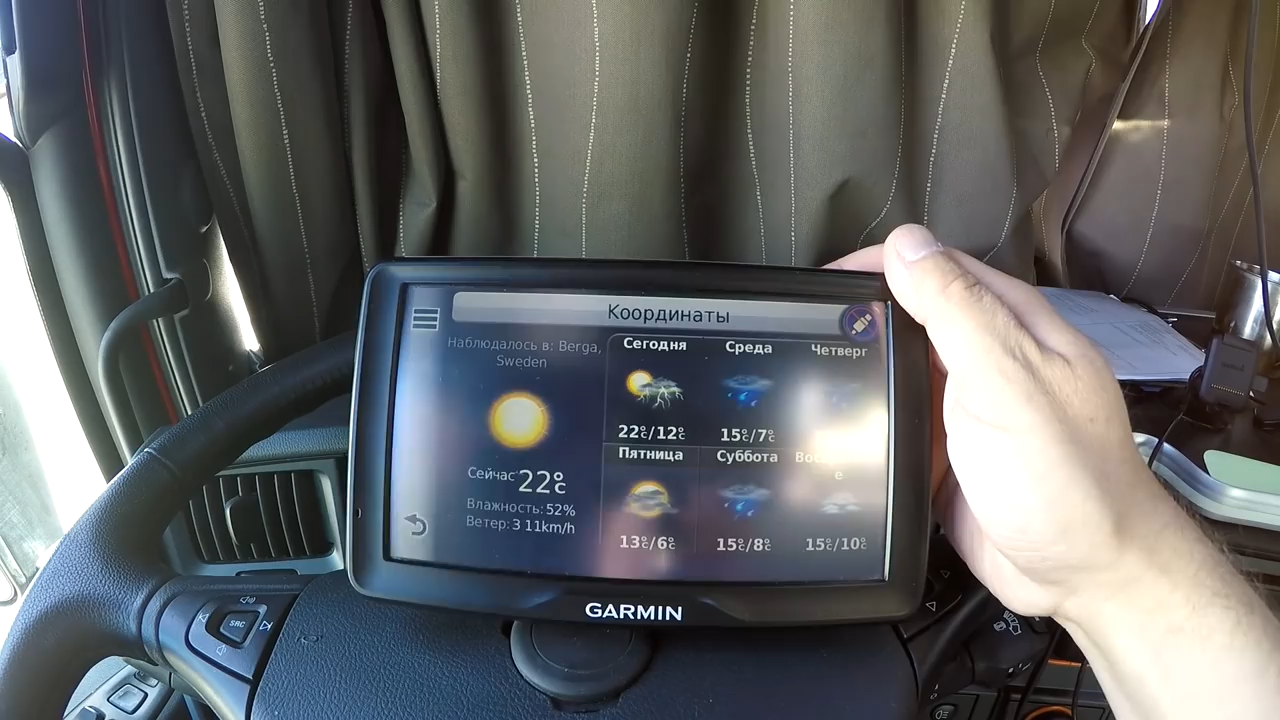 Координаты
Наблюдалось в: Berga,
Sweden
Сейчас 22°c
Влажность: 52%
Ветер: З 11km/h
Сегодня Среда Четверг
22°c/12°c 15°c/7°c
Пятница Суббота
е
13°c/6°c 15°c/8°c 15°c/10°c
GARMIN
SRC